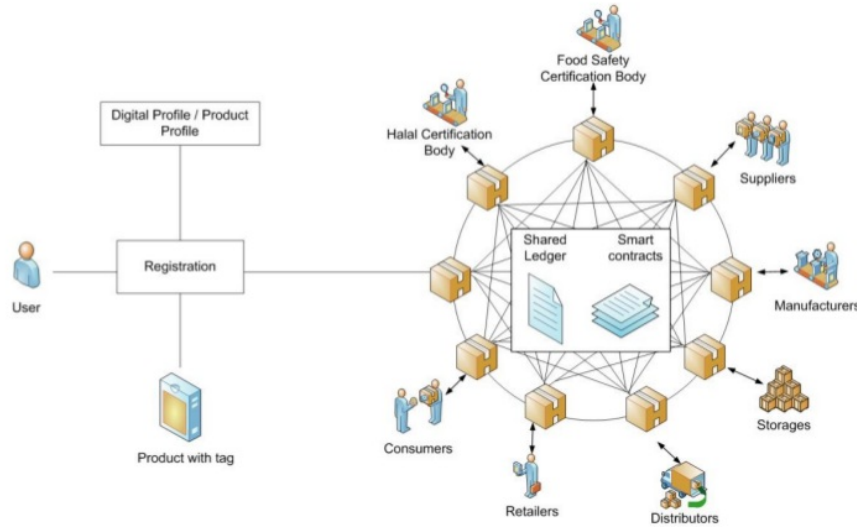 Food Safety
Certification Body
Digital Profile / Product
Profile
Halal Certification
Body
Suppliers
Shared
Ledger
Smart
contracts
Registration
User
Manufacturers
Product with tag
Consumers
Storages
Retailers
Distributors